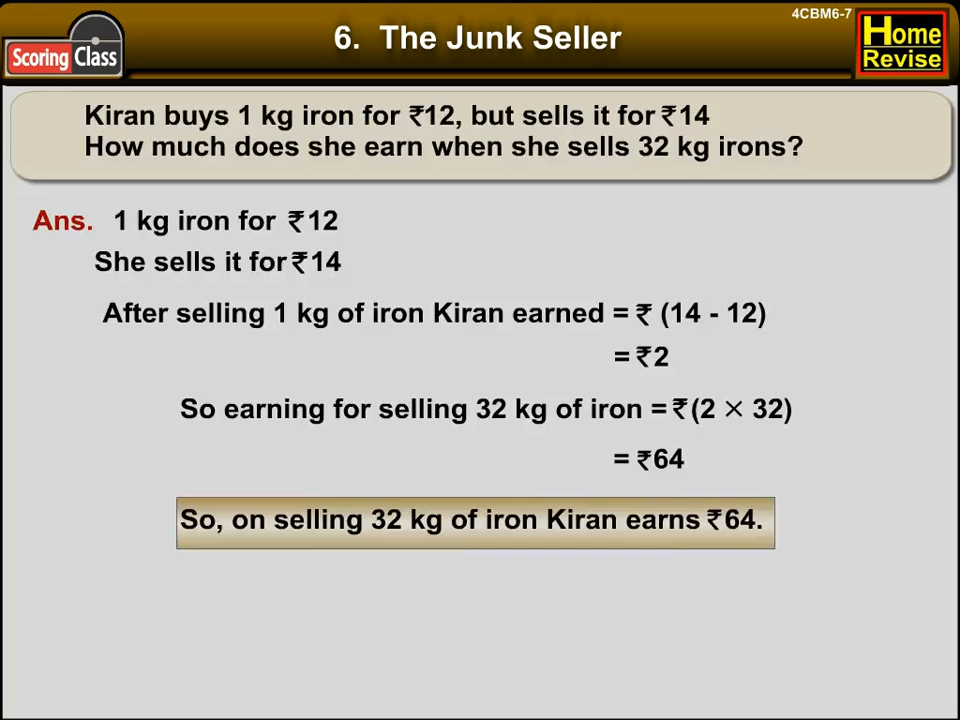 4CBM6-7
Scoring Class
6. The Junk Seller
Home
Revise
Kiran buys 1 kg iron for ₹12, but sells it for ₹14
How much does she earn when she sells 32 kg irons?
Ans. 1 kg iron for ₹12
She sells it for ₹14
After selling 1 kg of iron Kiran earned = ₹ (14 - 12)
= ₹2
So earning for selling 32 kg of iron = ₹(2 × 32)
= ₹64
So, on selling 32 kg of iron Kiran earns ₹64.